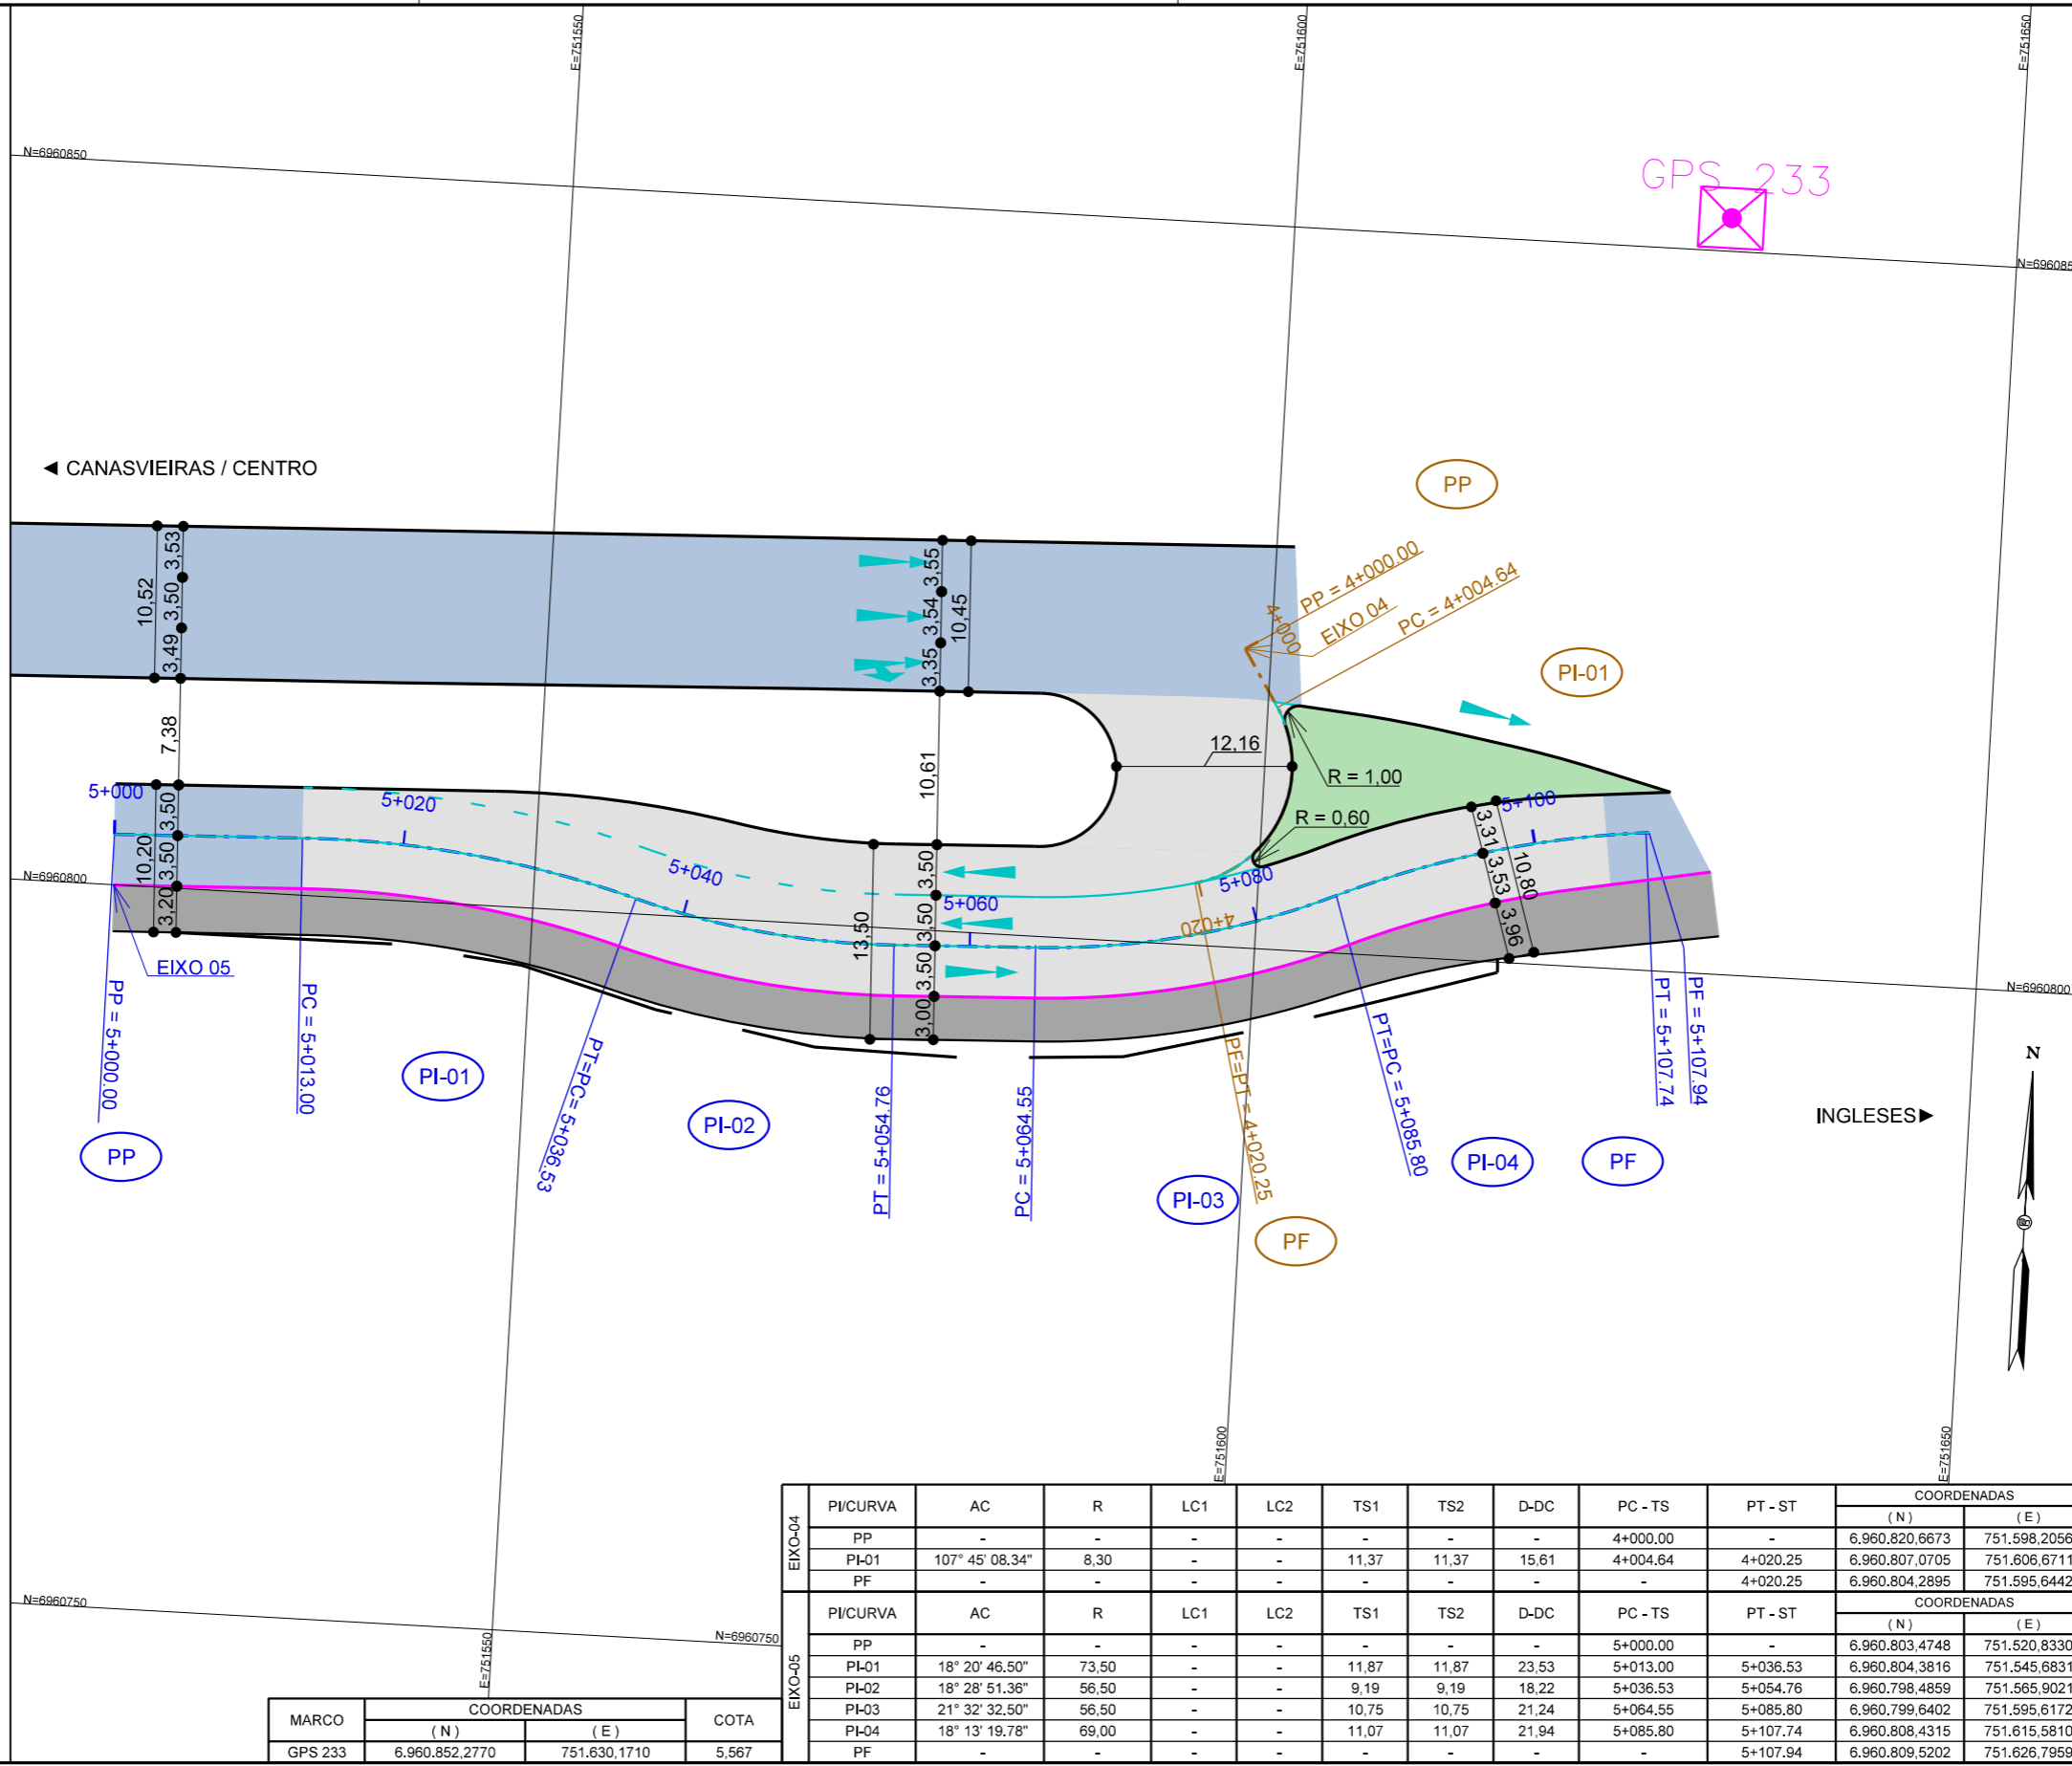 E=751550
E=751600
E=751650
N=6960850
GPS 233
N=696085
◄ CANASVIEIRAS / CENTRO
PP
PP = 4+000.00
EIXO 04
PC = 4+004.64
4+000
PI-01
10,52
3,53
3,50
3,49
3,55
3,54
3,35
10,45
7,38
10,61
12,16
R = 1,00
R = 0,60
5+000
5+020
5+040
5+060
5+080
5+100
4+020
10,20
3,50
3,50
3,20
13,50
3,50
3,50
3,50
3,00
3,31
3,53
3,96
10,80
N=6960800
N=6960800
EIXO 05
PP = 5+000.00
PC = 5+013.00
PT=PC= 5+036.53
PT = 5+054.76
PC = 5+064.55
PF=PT = 4+020.25
PT=PC = 5+085.80
PT = 5+107.74
PF = 5+107.94
PP
PI-01
PI-02
PI-03
PF
PI-04
PF
N
INGLESES►
E=751550
E=751600
E=751650
N=6960750
N=6960750
EIXO-04
PI/CURVA AC R LC1 LC2 TS1 TS2 D-DC PC - TS PT - ST COORDENADAS
( N ) ( E )
PP - - - - - - - 4+000.00 - 6.960.820,6673 751.598,2056
PI-01 107° 45' 08.34" 8,30 - - 11,37 11,37 15,61 4+004.64 4+020.25 6.960.807,0705 751.606,6711
PF - - - - - - - - 4+020.25 6.960.804,2895 751.595,6442
EIXO-05
PI/CURVA AC R LC1 LC2 TS1 TS2 D-DC PC - TS PT - ST COORDENADAS
( N ) ( E )
PP - - - - - - - 5+000.00 - 6.960.803,4748 751.520,8330
PI-01 18° 20' 46.50" 73,50 - - 11,87 11,87 23,53 5+013.00 5+036.53 6.960.804,3816 751.545,6831
PI-02 18° 28' 51.36" 56,50 - - 9,19 9,19 18,22 5+036.53 5+054.76 6.960.798,4859 751.565,9021
PI-03 21° 32' 32.50" 56,50 - - 10,75 10,75 21,24 5+064.55 5+085.80 6.960.799,6402 751.595,6172
PI-04 18° 13' 19.78" 69,00 - - 11,07 11,07 21,94 5+085.80 5+107.74 6.960.808,4315 751.615,5810
PF - - - - - - - - 5+107.94 6.960.809,5202 751.626,7959
MARCO COORDENADAS COTA
( N ) ( E )
GPS 233 6.960.852,2770 751.630,1710 5,567